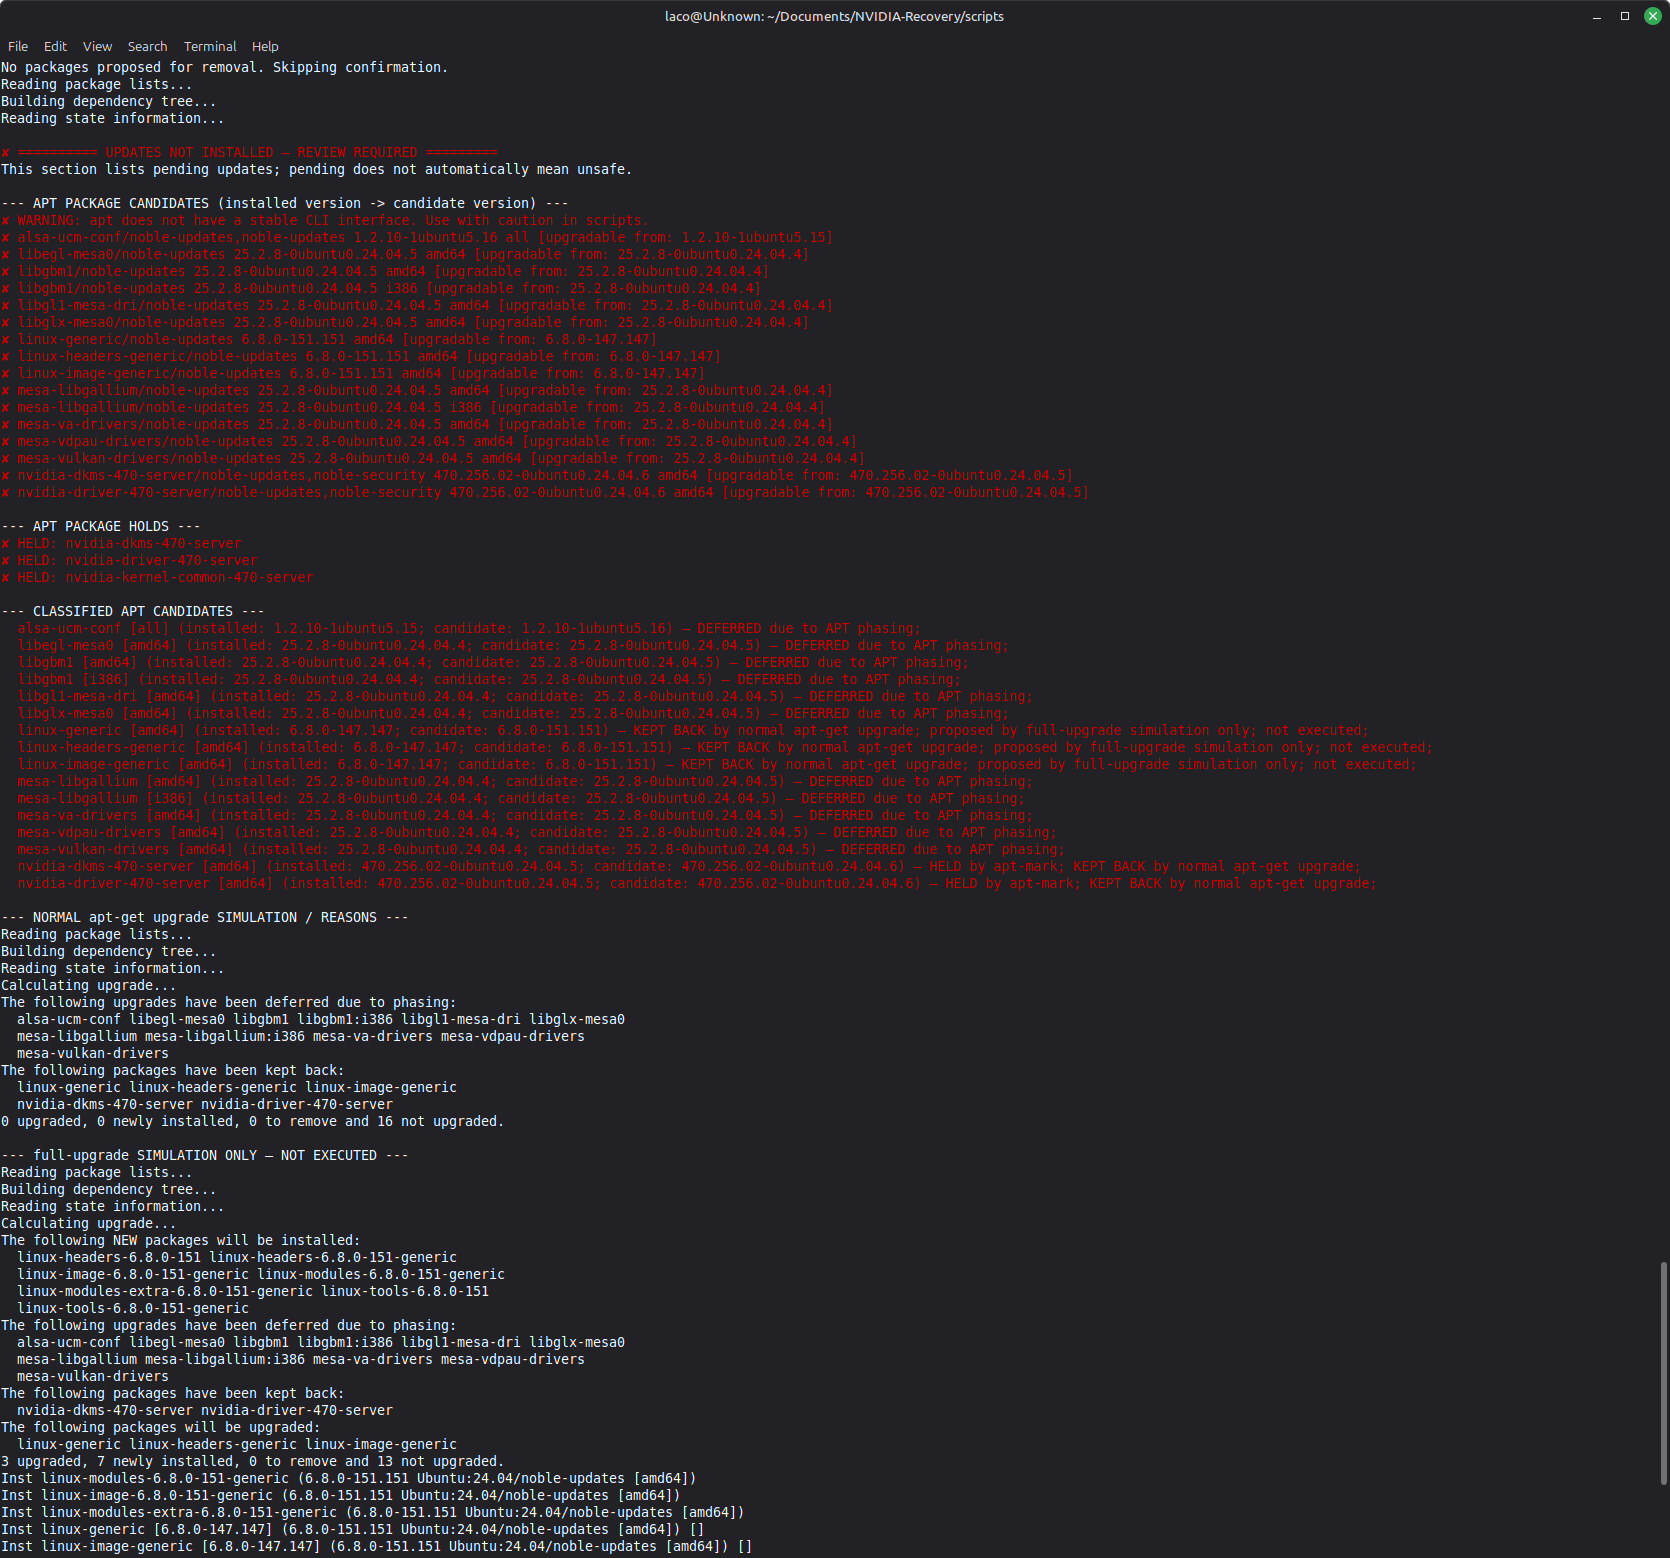 laco@Unknown: ~/Documents/NVIDIA-Recovery/scripts
File Edit View Search Terminal Help
No packages proposed for removal. Skipping confirmation.
Reading package lists...
Building dependency tree...
Reading state information...
✘ ========== UPDATES NOT INSTALLED — REVIEW REQUIRED =========
This section lists pending updates; pending does not automatically mean unsafe.
--- APT PACKAGE CANDIDATES (installed version -> candidate version) ---
✘ WARNING: apt does not have a stable CLI interface. Use with caution in scripts.
✘ alsa-ucm-conf/noble-updates,noble-updates 1.2.10-1ubuntu5.16 all [upgradable from: 1.2.10-1ubuntu5.15]
✘ libegl-mesa0/noble-updates 25.2.8-0ubuntu0.24.04.5 amd64 [upgradable from: 25.2.8-0ubuntu0.24.04.4]
✘ libgbm1/noble-updates 25.2.8-0ubuntu0.24.04.5 amd64 [upgradable from: 25.2.8-0ubuntu0.24.04.4]
✘ libgbm1/noble-updates 25.2.8-0ubuntu0.24.04.5 i386 [upgradable from: 25.2.8-0ubuntu0.24.04.4]
✘ libgl1-mesa-dri/noble-updates 25.2.8-0ubuntu0.24.04.5 amd64 [upgradable from: 25.2.8-0ubuntu0.24.04.4]
✘ libglx-mesa0/noble-updates 25.2.8-0ubuntu0.24.04.5 amd64 [upgradable from: 25.2.8-0ubuntu0.24.04.4]
✘ linux-generic/noble-updates 6.8.0-151.151 amd64 [upgradable from: 6.8.0-147.147]
✘ linux-headers-generic/noble-updates 6.8.0-151.151 amd64 [upgradable from: 6.8.0-147.147]
✘ linux-image-generic/noble-updates 6.8.0-151.151 amd64 [upgradable from: 6.8.0-147.147]
✘ mesa-libgallium/noble-updates 25.2.8-0ubuntu0.24.04.5 amd64 [upgradable from: 25.2.8-0ubuntu0.24.04.4]
✘ mesa-libgallium/noble-updates 25.2.8-0ubuntu0.24.04.5 i386 [upgradable from: 25.2.8-0ubuntu0.24.04.4]
✘ mesa-va-drivers/noble-updates 25.2.8-0ubuntu0.24.04.5 amd64 [upgradable from: 25.2.8-0ubuntu0.24.04.4]
✘ mesa-vdpau-drivers/noble-updates 25.2.8-0ubuntu0.24.04.5 amd64 [upgradable from: 25.2.8-0ubuntu0.24.04.4]
✘ mesa-vulkan-drivers/noble-updates 25.2.8-0ubuntu0.24.04.5 amd64 [upgradable from: 25.2.8-0ubuntu0.24.04.4]
✘ nvidia-dkms-470-server/noble-updates,noble-security 470.256.02-0ubuntu0.24.04.6 amd64 [upgradable from: 470.256.02-0ubuntu0.24.04.5]
✘ nvidia-driver-470-server/noble-updates,noble-security 470.256.02-0ubuntu0.24.04.6 amd64 [upgradable from: 470.256.02-0ubuntu0.24.04.5]
--- APT PACKAGE HOLDS ---
✘ HELD: nvidia-dkms-470-server
✘ HELD: nvidia-driver-470-server
✘ HELD: nvidia-kernel-common-470-server
--- CLASSIFIED APT CANDIDATES ---
alsa-ucm-conf [all] (installed: 1.2.10-1ubuntu5.15; candidate: 1.2.10-1ubuntu5.16) — DEFERRED due to APT phasing;
libegl-mesa0 [amd64] (installed: 25.2.8-0ubuntu0.24.04.4; candidate: 25.2.8-0ubuntu0.24.04.5) — DEFERRED due to APT phasing;
libgbm1 [amd64] (installed: 25.2.8-0ubuntu0.24.04.4; candidate: 25.2.8-0ubuntu0.24.04.5) — DEFERRED due to APT phasing;
libgbm1 [i386] (installed: 25.2.8-0ubuntu0.24.04.4; candidate: 25.2.8-0ubuntu0.24.04.5) — DEFERRED due to APT phasing;
libgl1-mesa-dri [amd64] (installed: 25.2.8-0ubuntu0.24.04.4; candidate: 25.2.8-0ubuntu0.24.04.5) — DEFERRED due to APT phasing;
libglx-mesa0 [amd64] (installed: 25.2.8-0ubuntu0.24.04.4; candidate: 25.2.8-0ubuntu0.24.04.5) — DEFERRED due to APT phasing;
linux-generic [amd64] (installed: 6.8.0-147.147; candidate: 6.8.0-151.151) — KEPT BACK by normal apt-get upgrade; proposed by full-upgrade simulation only; not executed;
linux-headers-generic [amd64] (installed: 6.8.0-147.147; candidate: 6.8.0-151.151) — KEPT BACK by normal apt-get upgrade; proposed by full-upgrade simulation only; not executed;
linux-image-generic [amd64] (installed: 6.8.0-147.147; candidate: 6.8.0-151.151) — KEPT BACK by normal apt-get upgrade; proposed by full-upgrade simulation only; not executed;
mesa-libgallium [amd64] (installed: 25.2.8-0ubuntu0.24.04.4; candidate: 25.2.8-0ubuntu0.24.04.5) — DEFERRED due to APT phasing;
mesa-libgallium [i386] (installed: 25.2.8-0ubuntu0.24.04.4; candidate: 25.2.8-0ubuntu0.24.04.5) — DEFERRED due to APT phasing;
mesa-va-drivers [amd64] (installed: 25.2.8-0ubuntu0.24.04.4; candidate: 25.2.8-0ubuntu0.24.04.5) — DEFERRED due to APT phasing;
mesa-vdpau-drivers [amd64] (installed: 25.2.8-0ubuntu0.24.04.4; candidate: 25.2.8-0ubuntu0.24.04.5) — DEFERRED due to APT phasing;
mesa-vulkan-drivers [amd64] (installed: 25.2.8-0ubuntu0.24.04.4; candidate: 25.2.8-0ubuntu0.24.04.5) — DEFERRED due to APT phasing;
nvidia-dkms-470-server [amd64] (installed: 470.256.02-0ubuntu0.24.04.5; candidate: 470.256.02-0ubuntu0.24.04.6) — HELD by apt-mark; KEPT BACK by normal apt-get upgrade;
nvidia-driver-470-server [amd64] (installed: 470.256.02-0ubuntu0.24.04.5; candidate: 470.256.02-0ubuntu0.24.04.6) — HELD by apt-mark; KEPT BACK by normal apt-get upgrade;
--- NORMAL apt-get upgrade SIMULATION / REASONS ---
Reading package lists...
Building dependency tree...
Reading state information...
Calculating upgrade...
The following upgrades have been deferred due to phasing:
alsa-ucm-conf libegl-mesa0 libgbm1 libgbm1:i386 libgl1-mesa-dri libglx-mesa0
mesa-libgallium mesa-libgallium:i386 mesa-va-drivers mesa-vdpau-drivers
mesa-vulkan-drivers
The following packages have been kept back:
linux-generic linux-headers-generic linux-image-generic
nvidia-dkms-470-server nvidia-driver-470-server
0 upgraded, 0 newly installed, 0 to remove and 16 not upgraded.
--- full-upgrade SIMULATION ONLY — NOT EXECUTED ---
Reading package lists...
Building dependency tree...
Reading state information...
Calculating upgrade...
The following NEW packages will be installed:
linux-headers-6.8.0-151 linux-headers-6.8.0-151-generic
linux-image-6.8.0-151-generic linux-modules-6.8.0-151-generic
linux-modules-extra-6.8.0-151-generic linux-tools-6.8.0-151
linux-tools-6.8.0-151-generic
The following upgrades have been deferred due to phasing:
alsa-ucm-conf libegl-mesa0 libgbm1 libgbm1:i386 libgl1-mesa-dri libglx-mesa0
mesa-libgallium mesa-libgallium:i386 mesa-va-drivers mesa-vdpau-drivers
mesa-vulkan-drivers
The following packages have been kept back:
nvidia-dkms-470-server nvidia-driver-470-server
The following packages will be upgraded:
linux-generic linux-headers-generic linux-image-generic
3 upgraded, 7 newly installed, 0 to remove and 13 not upgraded.
Inst linux-modules-6.8.0-151-generic (6.8.0-151.151 Ubuntu:24.04/noble-updates [amd64])
Inst linux-image-6.8.0-151-generic (6.8.0-151.151 Ubuntu:24.04/noble-updates [amd64])
Inst linux-modules-extra-6.8.0-151-generic (6.8.0-151.151 Ubuntu:24.04/noble-updates [amd64])
Inst linux-generic [6.8.0-147.147] (6.8.0-151.151 Ubuntu:24.04/noble-updates [amd64]) []
Inst linux-image-generic [6.8.0-147.147] (6.8.0-151.151 Ubuntu:24.04/noble-updates [amd64]) []